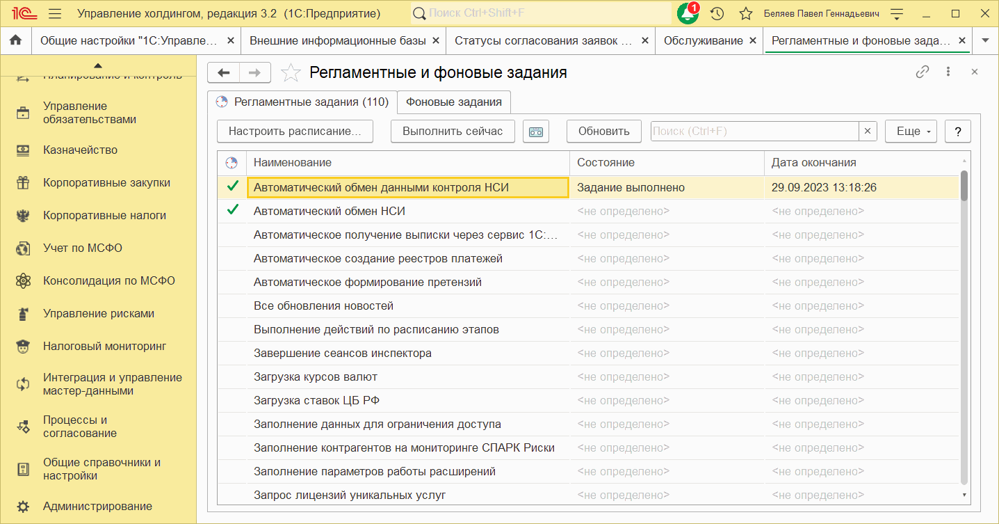 1С Управление холдингом, редакция 3.2 (1С:Предприятие) Поиск Ctrl+Shift+F 1 Беляев Павел Геннадьевич
Общие настройки "1С:Управле... Внешние информационные базы Статусы согласования заявок ... Обслуживание Регламентные и фоновые зада...
Планирование и контроль
Управление
обязательствами
Казначейство
Корпоративные закупки
Корпоративные налоги
Учет по МСФО
Консолидация по МСФО
Управление рисками
Налоговый мониторинг
Интеграция и управление
мастер-данными
Процессы и
согласование
Общие справочники и
настройки
Администрирование
Регламентные и фоновые задания
Регламентные задания (110) Фоновые задания
Настроить расписание... Выполнить сейчас Обновить Поиск (Ctrl+F) Еще ?
Наименование Состояние Дата окончания
Автоматический обмен данными контроля НСИ Задание выполнено 29.09.2023 13:18:26
Автоматический обмен НСИ <не определено> <не определено>
Автоматическое получение выписки через сервис 1С:... <не определено> <не определено>
Автоматическое создание реестров платежей <не определено> <не определено>
Автоматическое формирование претензий <не определено> <не определено>
Все обновления новостей <не определено> <не определено>
Выполнение действий по расписанию этапов <не определено> <не определено>
Завершение сеансов инспектора <не определено> <не определено>
Загрузка курсов валют <не определено> <не определено>
Загрузка ставок ЦБ РФ <не определено> <не определено>
Заполнение данных для ограничения доступа <не определено> <не определено>
Заполнение контрагентов на мониторинге СПАРК Риски <не определено> <не определено>
Заполнение параметров работы расширений <не определено> <не определено>
Запрос лицензий уникальных услуг <не определено> <не определено>